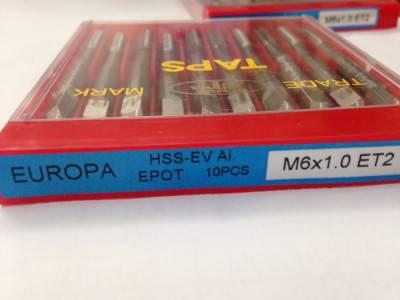 M6x1.0 ET2
TAPS
TRADE
MARK
EUROPA
HSS-EV Al.
EPOT 10PCS
M6x1.0 ET2